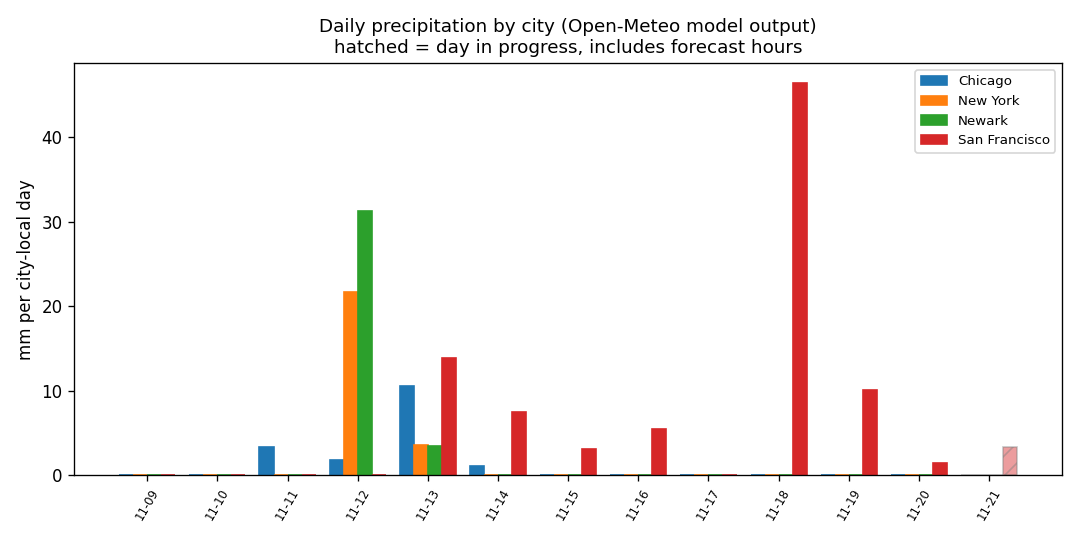 Daily precipitation by city (Open-Meteo model output)
hatched = day in progress, includes forecast hours
Chicago
New York
Newark
San Francisco
mm per city-local day
40
30
20
10
0
11-09
11-10
11-11
11-12
11-13
11-14
11-15
11-16
11-17
11-18
11-19
11-20
11-21